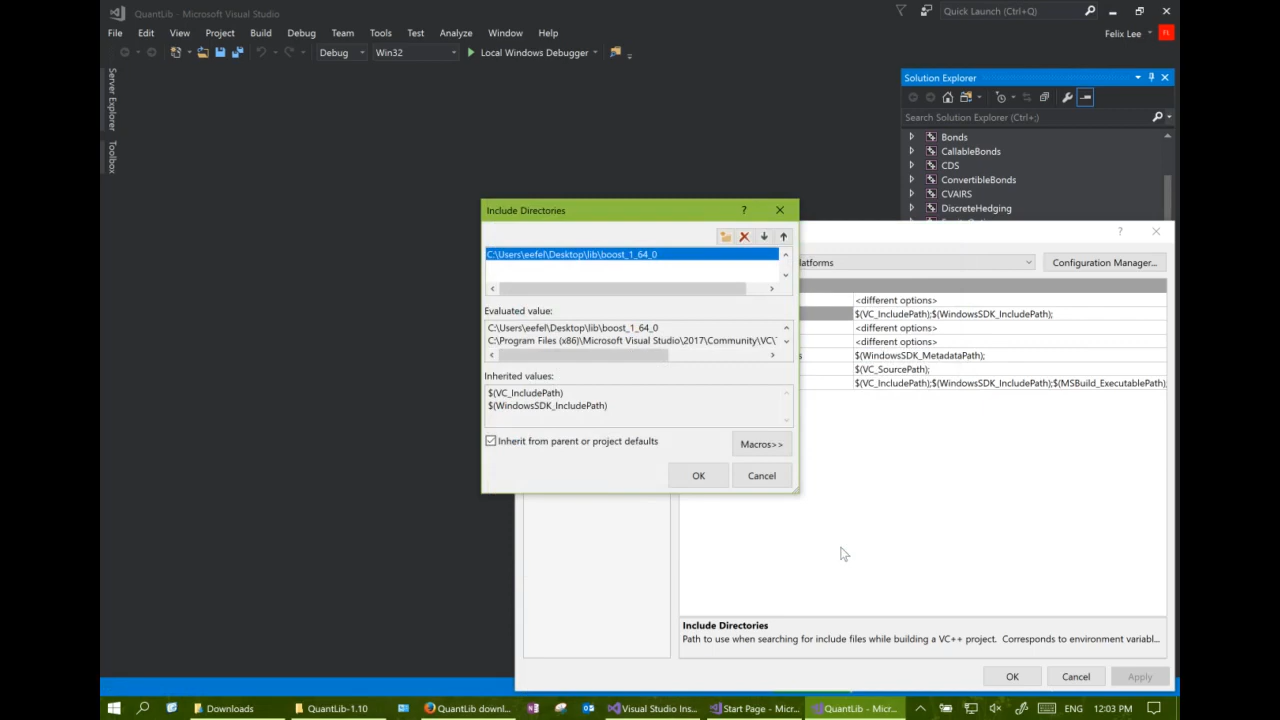 QuantLib - Microsoft Visual Studio
Quick Launch (Ctrl+Q)
File Edit View Project Build Debug Team Tools Test Analyze Window Help
Felix Lee FL
Debug Win32 Local Windows Debugger
Server Explorer
Toolbox
Solution Explorer
Search Solution Explorer (Ctrl+;)
Bonds
CallableBonds
CDS
ConvertibleBonds
CVAIRS
DiscreteHedging
Include Directories ? 
C:\Users\eefel\Desktop\lib\boost_1_64_0
Evaluated value:
C:\Users\eefel\Desktop\lib\boost_1_64_0
C:\Program Files (x86)\Microsoft Visual Studio\2017\Community\VC\
Inherited values:
$(VC_IncludePath)
$(WindowsSDK_IncludePath)
Inherit from parent or project defaults
Macros>>
OK Cancel
?
latforms
Configuration Manager...
<different options>
$(VC_IncludePath);$(WindowsSDK_IncludePath);
<different options>
<different options>
s $(WindowsSDK_MetadataPath);
$(VC_SourcePath);
$(VC_IncludePath);$(WindowsSDK_IncludePath);$(MSBuild_ExecutablePath);
Include Directories
Path to use when searching for include files while building a VC++ project. Corresponds to environment variabl...
OK Cancel Apply
Downloads QuantLib-1.10 QuantLib downl... Visual Studio Ins... Start Page - Mic... QuantLib - Micr... ENG 12:03 PM